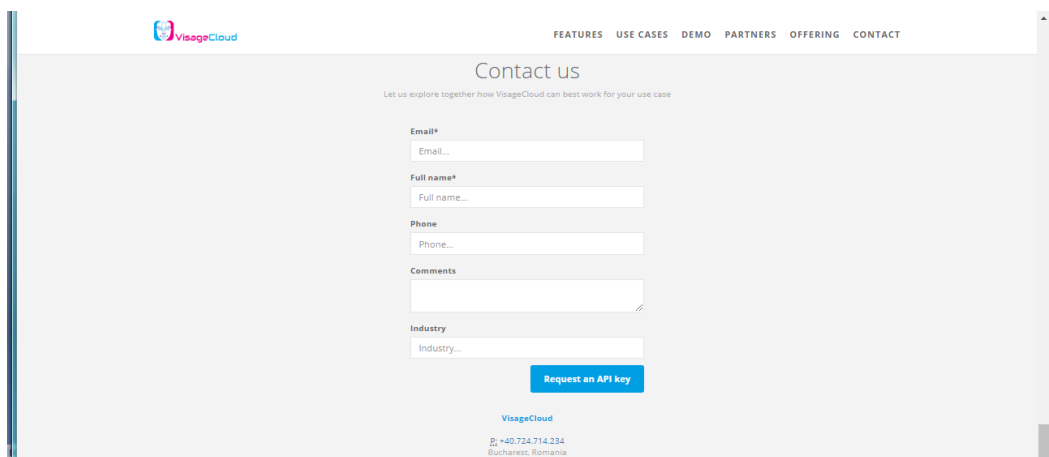 VisageCloud
FEATURES USE CASES DEMO PARTNERS OFFERING CONTACT
Contact us
Let us explore together how VisageCloud can best work for your use case
Email*
Email...
Full name*
Full name...
Phone
Phone...
Comments
Industry
Industry...
Request an API key
VisageCloud
P: +40.724.714.234
Bucharest, Romania